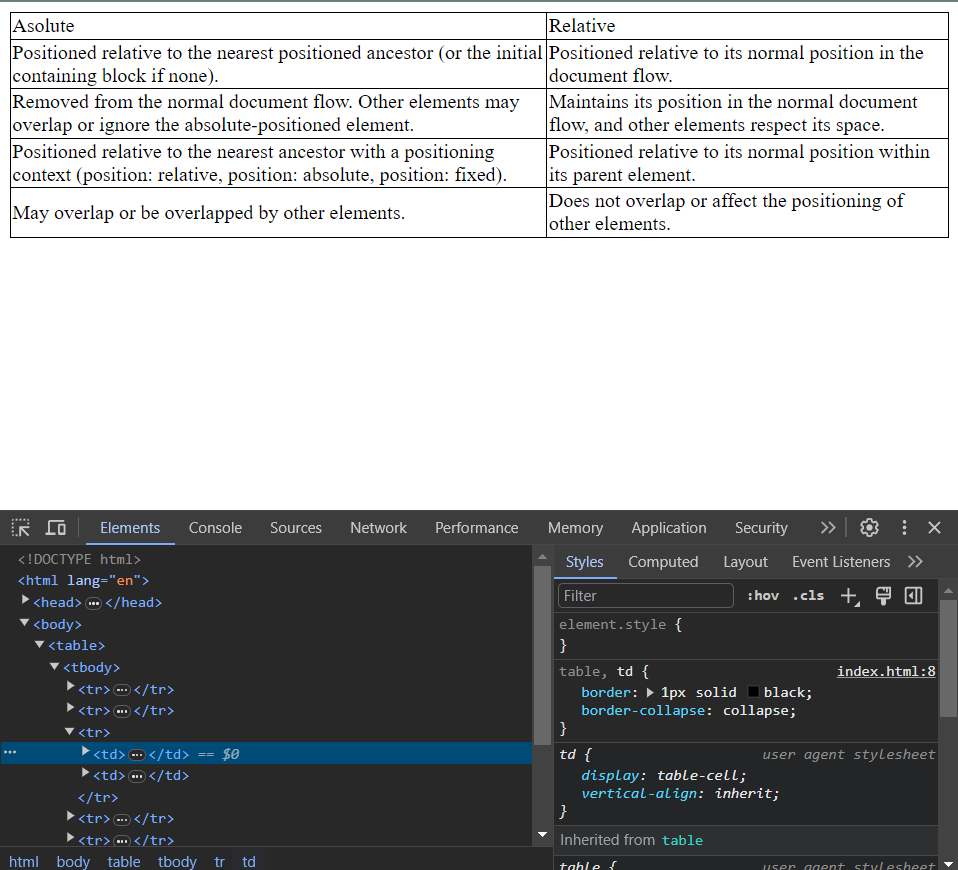 Asolute Relative
Positioned relative to the nearest positioned ancestor (or the initial
containing block if none).
Positioned relative to its normal position in the
document flow.
Removed from the normal document flow. Other elements may
overlap or ignore the absolute-positioned element.
Maintains its position in the normal document
flow, and other elements respect its space.
Positioned relative to the nearest ancestor with a positioning
context (position: relative, position: absolute, position: fixed).
Positioned relative to its normal position within
its parent element.
May overlap or be overlapped by other elements.
Does not overlap or affect the positioning of
other elements.
Elements Console Sources Network Performance Memory Application Security
<!DOCTYPE html>
<html lang="en">
<head> … </head>
<body>
<table>
<tbody>
<tr> … </tr>
<tr> … </tr>
<tr>
… <td> … </td> == $0
<td> … </td>
</tr>
<tr> … </tr>
<tr> … </tr>
html body table tbody tr td
Styles Computed Layout Event Listeners
Filter :hov .cls
element.style {
}
table, td { index.html:8
border: 1px solid black;
border-collapse: collapse;
}
td { user agent stylesheet
display: table-cell;
vertical-align: inherit;
}
Inherited from table
table { user agent stylesheet